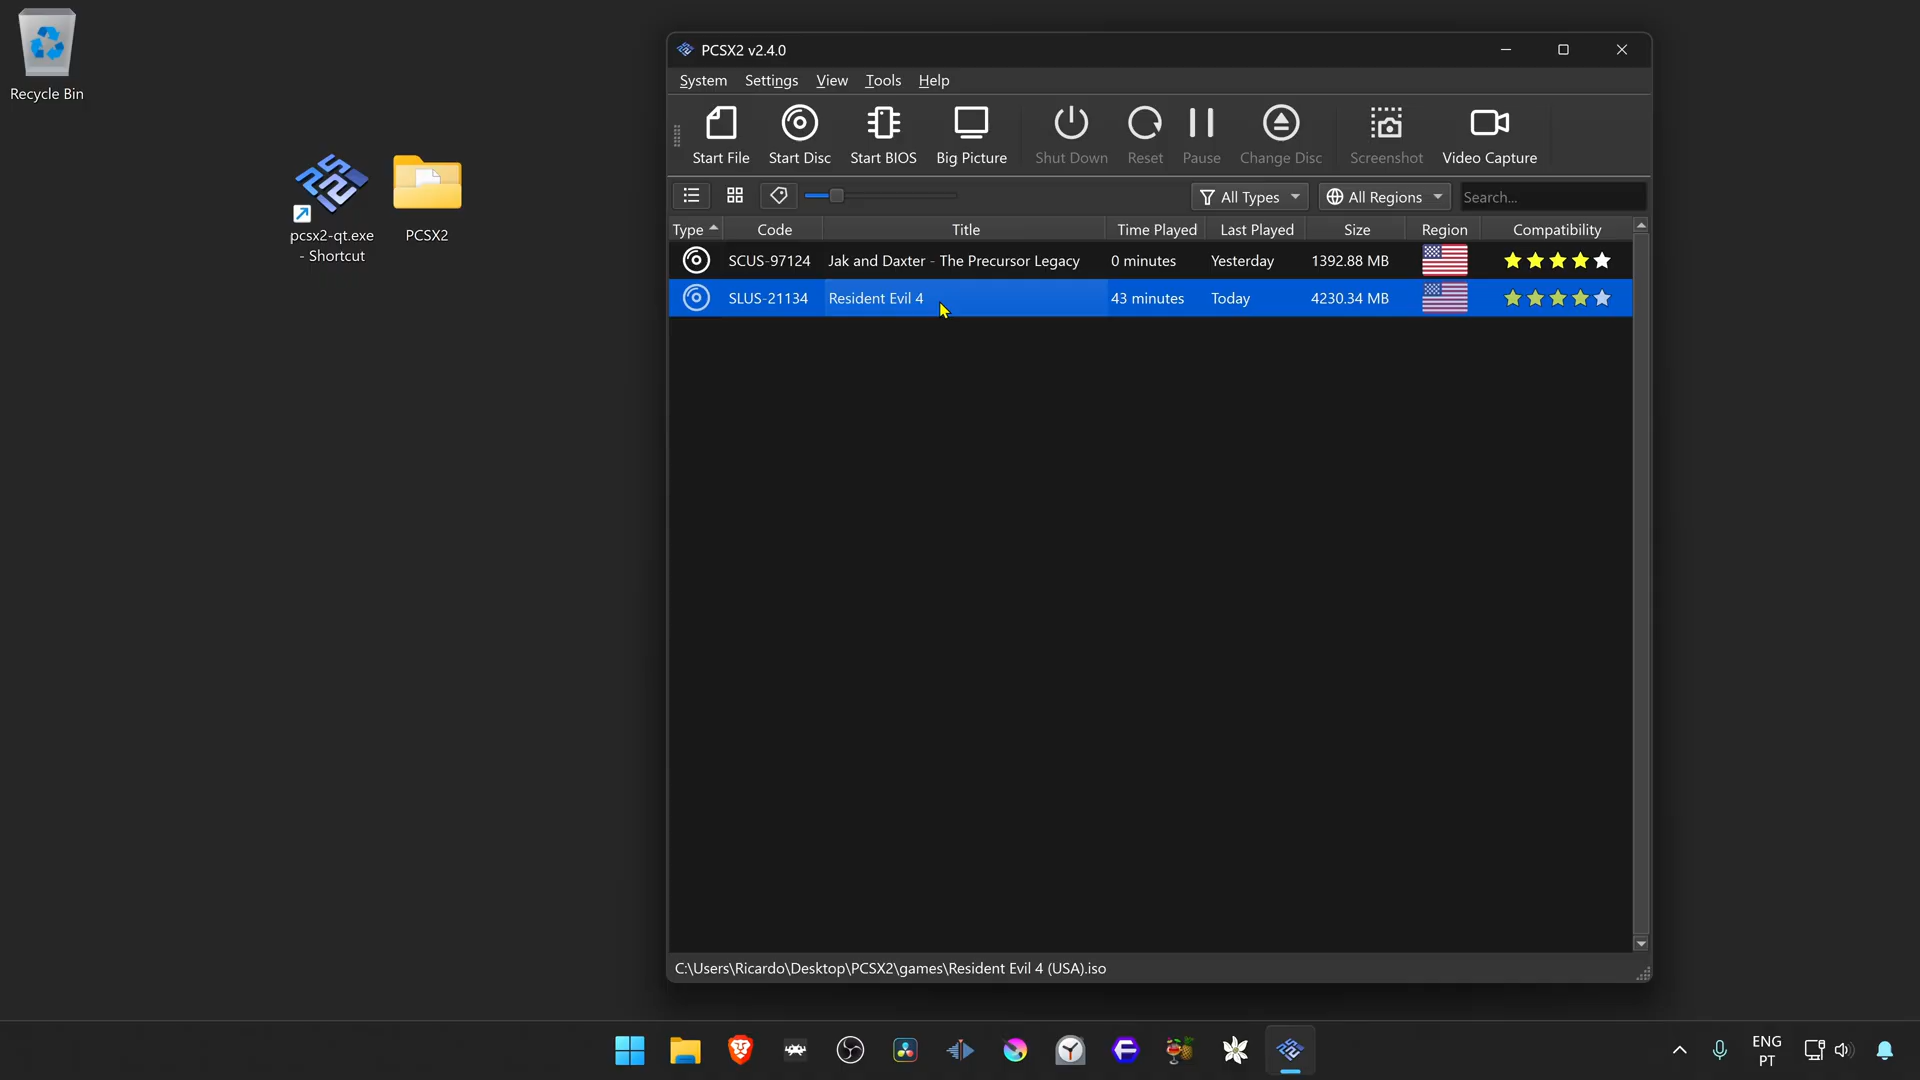 Recycle Bin
pcsx2-qt.exe
- Shortcut
PCSX2
PCSX2 v2.4.0
System Settings View Tools Help
Start File Start Disc Start BIOS Big Picture Shut Down Reset Pause Change Disc Screenshot Video Capture
All Types All Regions Search...
Type Code Title Time Played Last Played Size Region Compatibility
SCUS-97124 Jak and Daxter - The Precursor Legacy 0 minutes Yesterday 1392.88 MB
SLUS-21134 Resident Evil 4 43 minutes Today 4230.34 MB
C:\Users\Ricardo\Desktop\PCSX2\games\Resident Evil 4 (USA).iso
ENG
PT